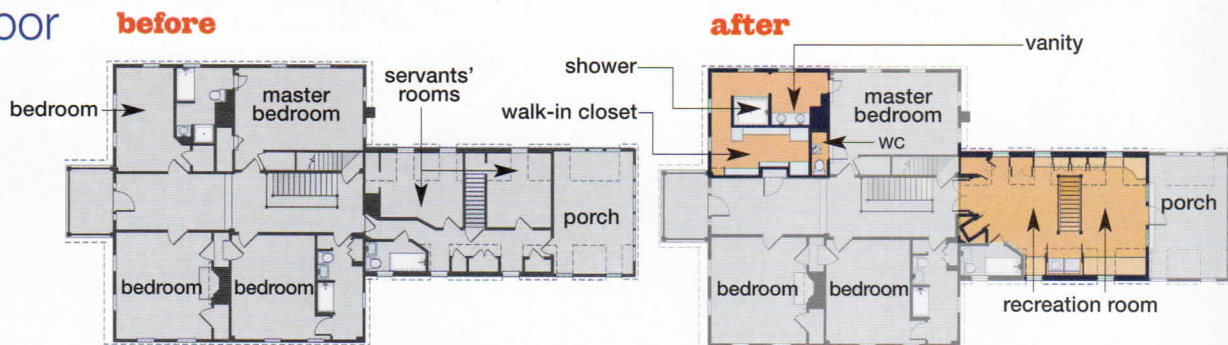 oor
before
bedroom
master
bedroom
servants'
rooms
porch
bedroom
bedroom
after
shower
vanity
walk-in closet
master
bedroom
wc
porch
bedroom
bedroom
recreation room